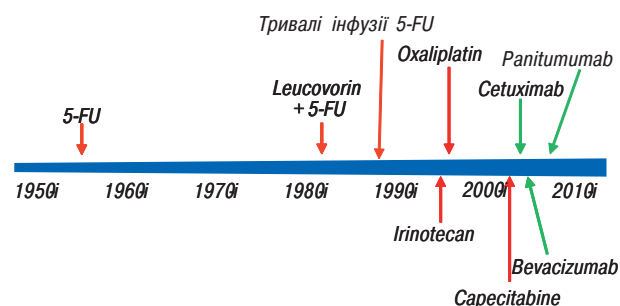 Тривалі інфузії 5-FU
Oxaliplatin
Panitumumab
Leucovorin
+ 5-FU
Cetuximab
5-FU
1950і 1960і 1970і 1980і 1990і 2000і 2010і
Irinotecan
Bevacizumab
Capecitabine